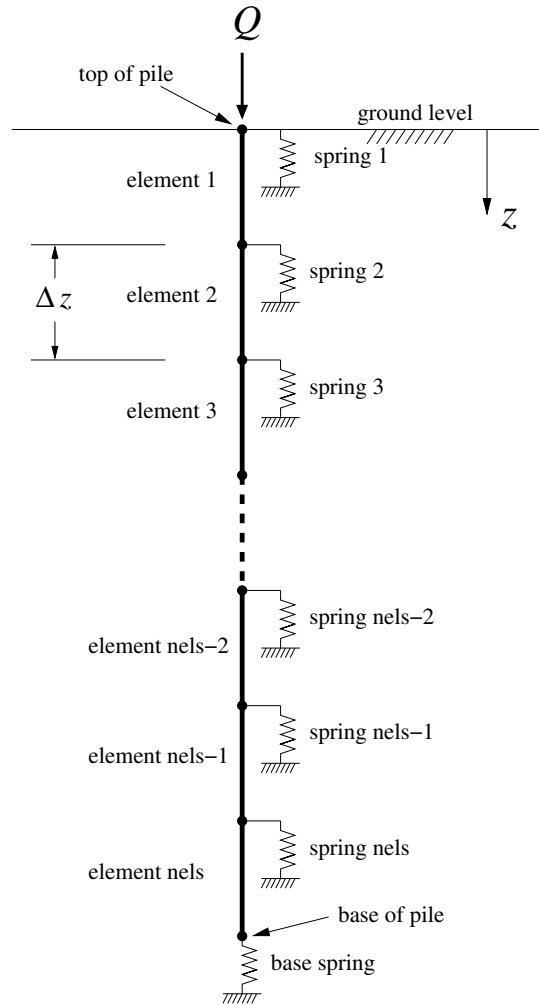 Q
top of pile
ground level
spring 1
element 1
z
spring 2
Δ z
element 2
spring 3
element 3
spring nels−2
element nels−2
spring nels−1
element nels−1
spring nels
element nels
base of pile
base spring